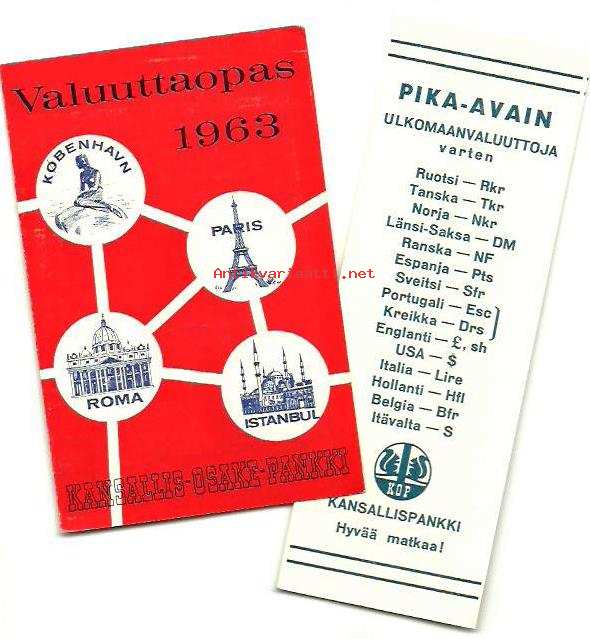 Valuuttaopas
1963
KØBENHAVN
PARIS
ROMA
ISTANBUL
KANSALLIS-OSAKE-PANKKI
Antikvariaatti.net
PIKA-AVAIN
ULKOMAANVALUUTTOJA
varten
Ruotsi — Rkr
Tanska — Tkr
Norja — Nkr
Länsi-Saksa — DM
Ranska — NF
Espanja — Pts
Sveitsi — Sfr
Portugali — Esc
Kreikka — Drs
Englanti — £, sh
USA — $
Italia — Lire
Hollanti — Hfl
Belgia — Bfr
Itävalta — S
KOP
KANSALLISPANKKI
Hyvää matkaa!